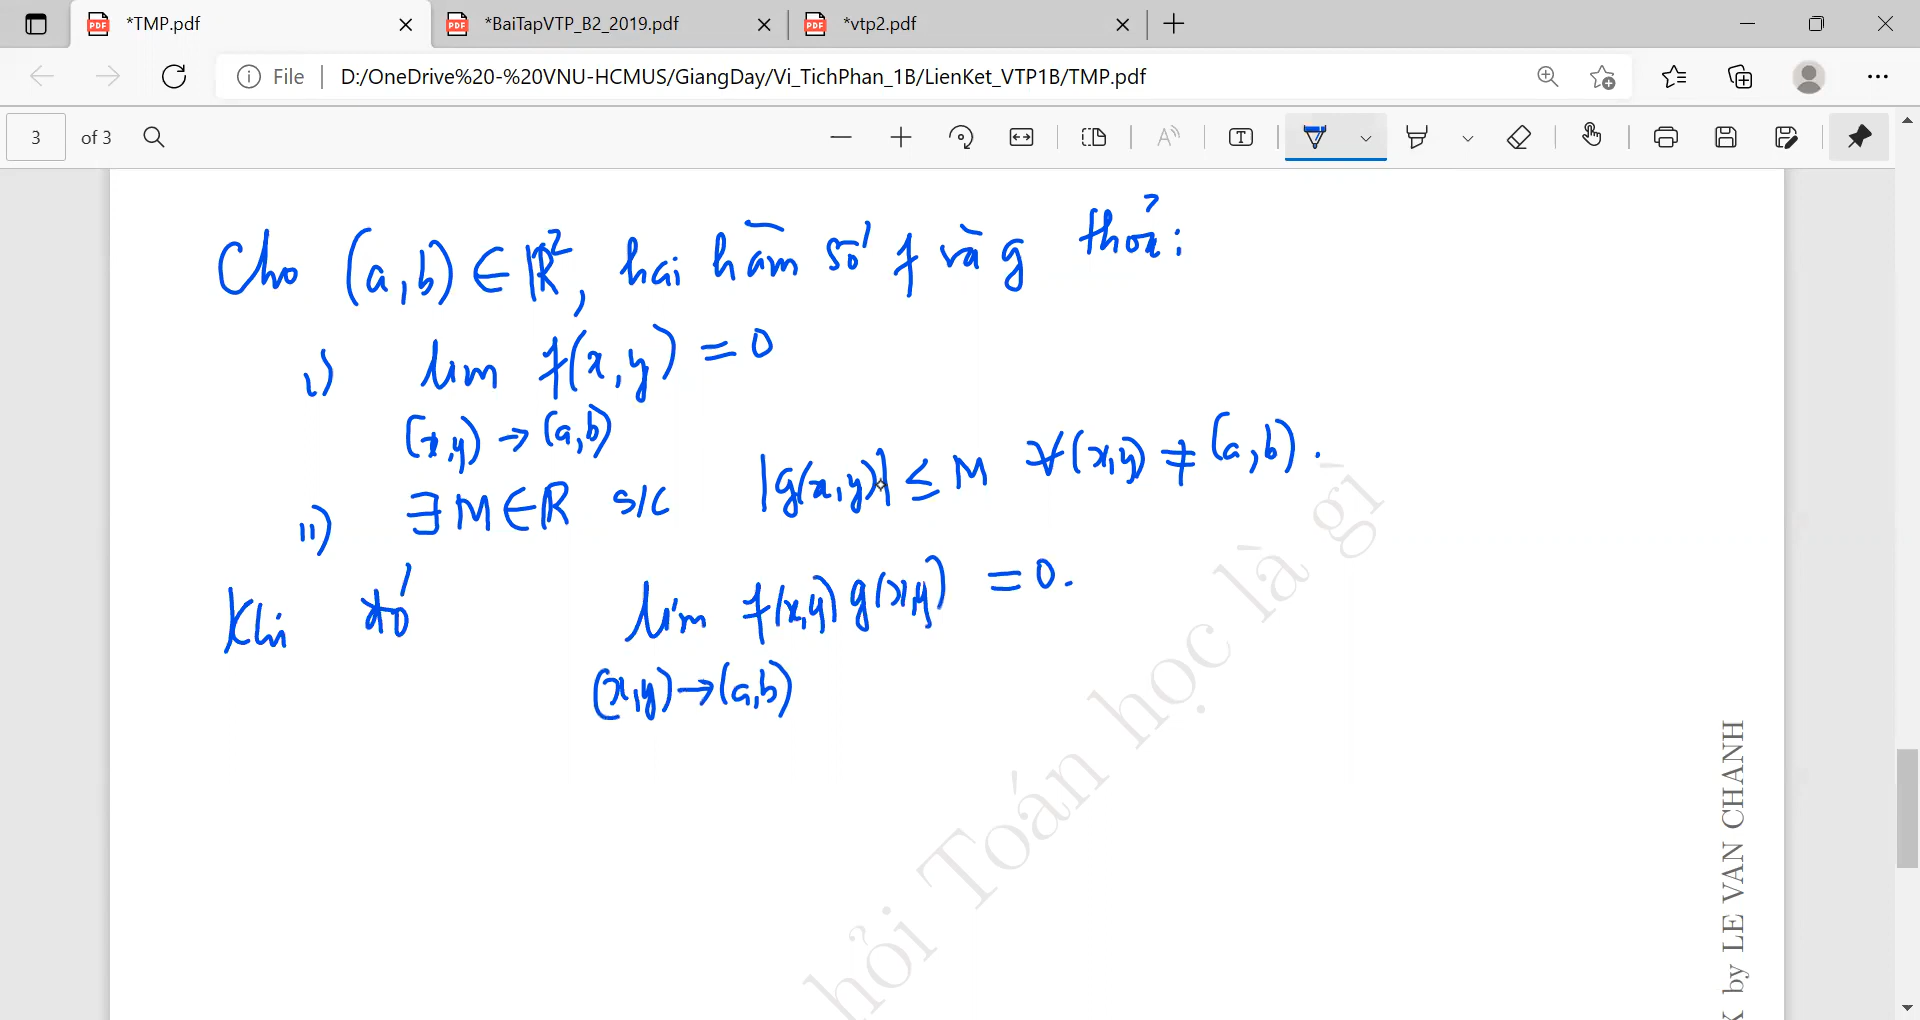 *TMP.pdf
*BaiTapVTP_B2_2019.pdf
*vtp2.pdf
File
D:/OneDrive%20-%20VNU-HCMUS/GiangDay/Vi_TichPhan_1B/LienKet_VTP1B/TMP.pdf
3 of 3
Cho (a,b) ∈ ℝ², hai hàm số f và g thoả:
i) lim f(x,y) = 0
(x,y) → (a,b)
ii) ∃ M ∈ ℝ s/c |g(x,y)| ≤ M ∀(x,y) ≠ (a,b).
Khi đó lim f(x,y) g(x,y) = 0.
(x,y) → (a,b)
hỏi Toán học là gì
by LE VAN CHANH